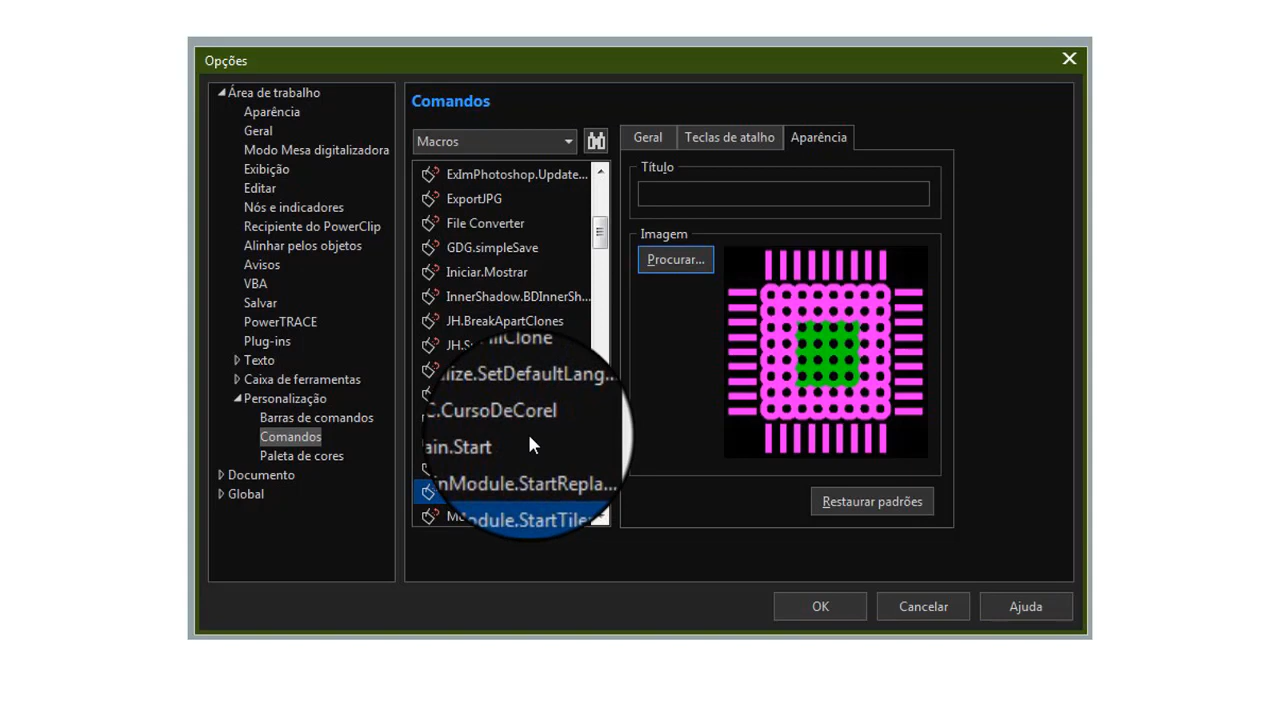 Opções
Área de trabalho
Aparência
Geral
Modo Mesa digitalizadora
Exibição
Editar
Nós e indicadores
Recipiente do PowerClip
Alinhar pelos objetos
Avisos
VBA
Salvar
PowerTRACE
Plug-ins
Texto
Caixa de ferramentas
Personalização
Barras de comandos
Comandos
Paleta de cores
Documento
Global
Comandos
Macros
ExImPhotoshop.Update...
ExportJPG
File Converter
GDG.simpleSave
Iniciar.Mostrar
InnerShadow.BDInnerSh...
JH.BreakApartClones
illClone
lize.SetDefaultLang...
.CursoDeCorel
ain.Start
nModule.StartRepla...
odule.StartTile
Geral
Teclas de atalho
Aparência
Título
Imagem
Procurar...
Restaurar padrões
OK
Cancelar
Ajuda